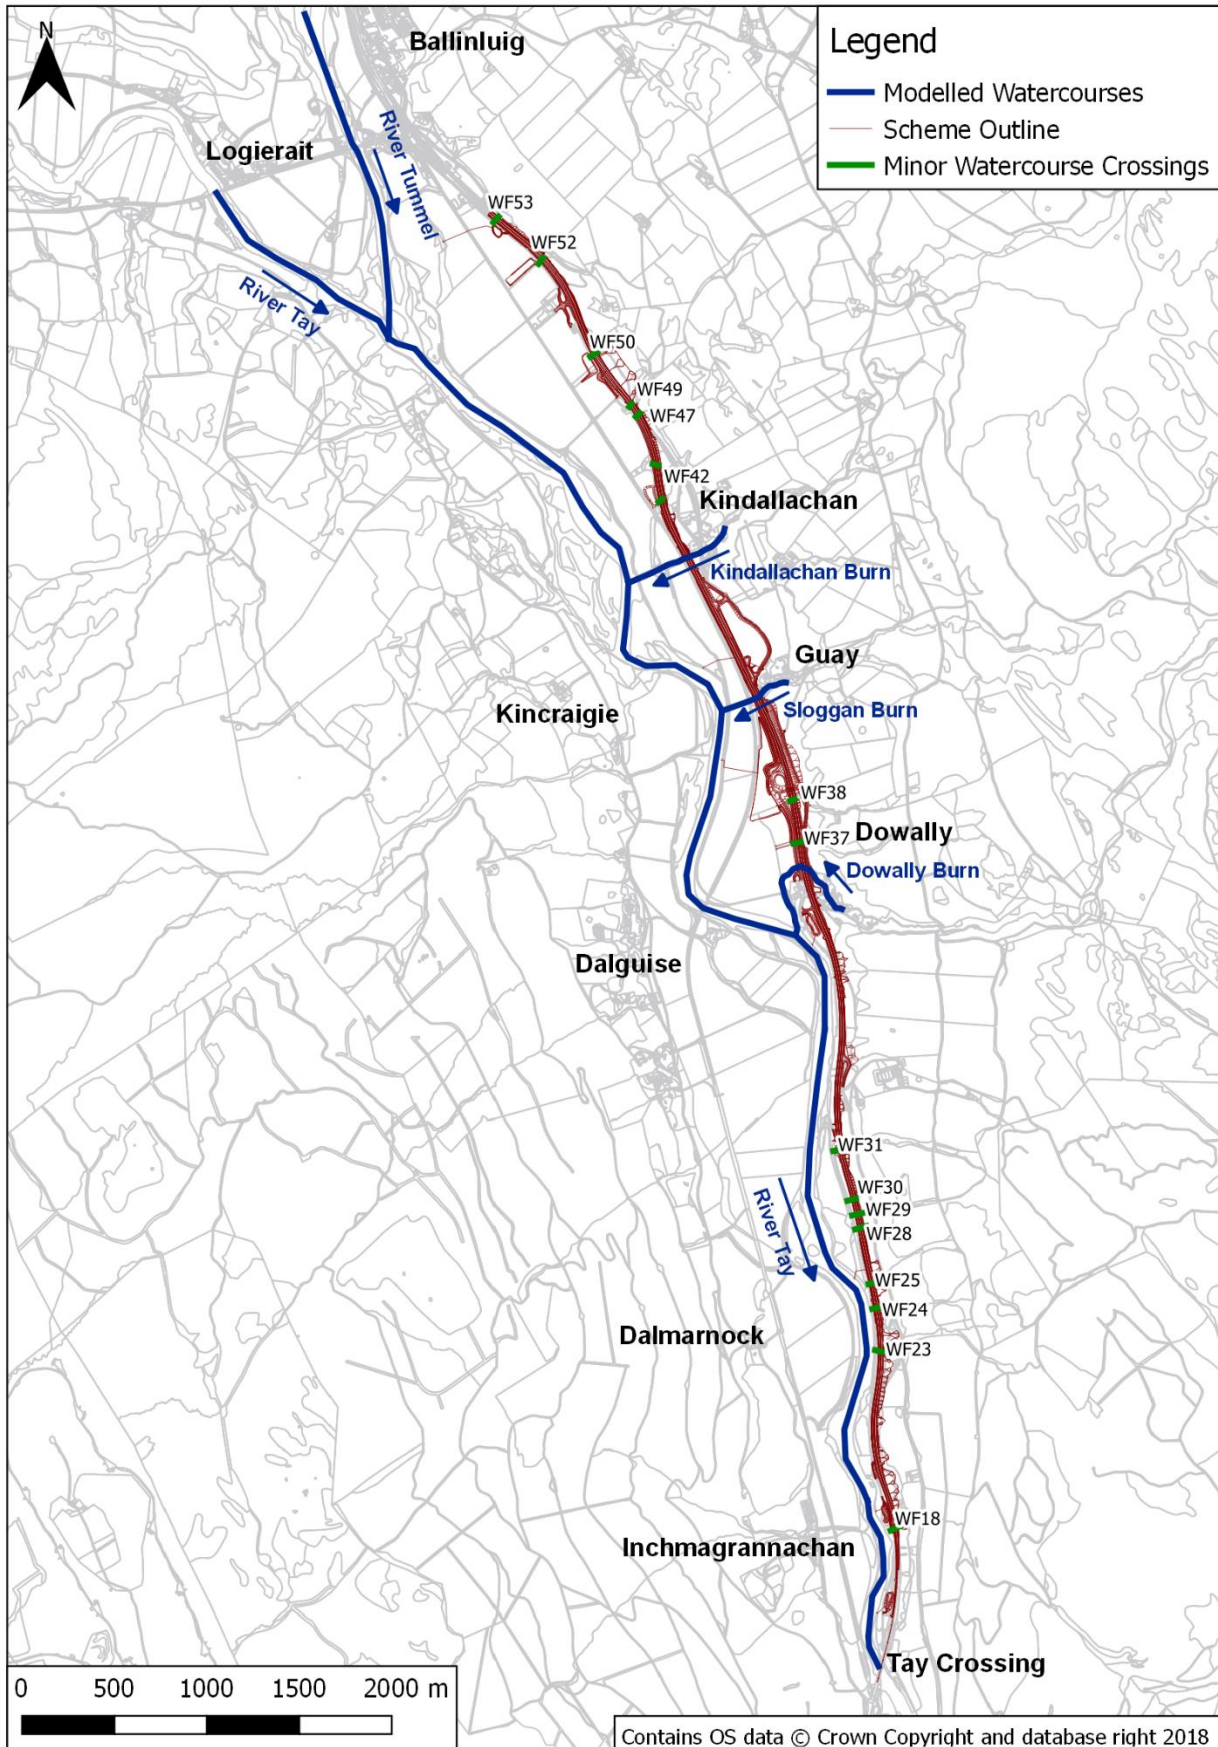 N
Ballinluig
Legend
Modelled Watercourses
Scheme Outline
Minor Watercourse Crossings
Logierait
River Tummel
WF53
WF52
River Tay
WF50
WF49
WF47
WF42
Kindallachan
Kindallachan Burn
Guay
Kincraigie
Sloggan Burn
WF38
WF37
Dowally
Dowally Burn
Dalguise
WF31
WF30
WF29
WF28
River Tay
WF25
WF24
WF23
Dalmarnock
WF18
Inchmagrannachan
Tay Crossing
0 500 1000 1500 2000 m
Contains OS data © Crown Copyright and database right 2018